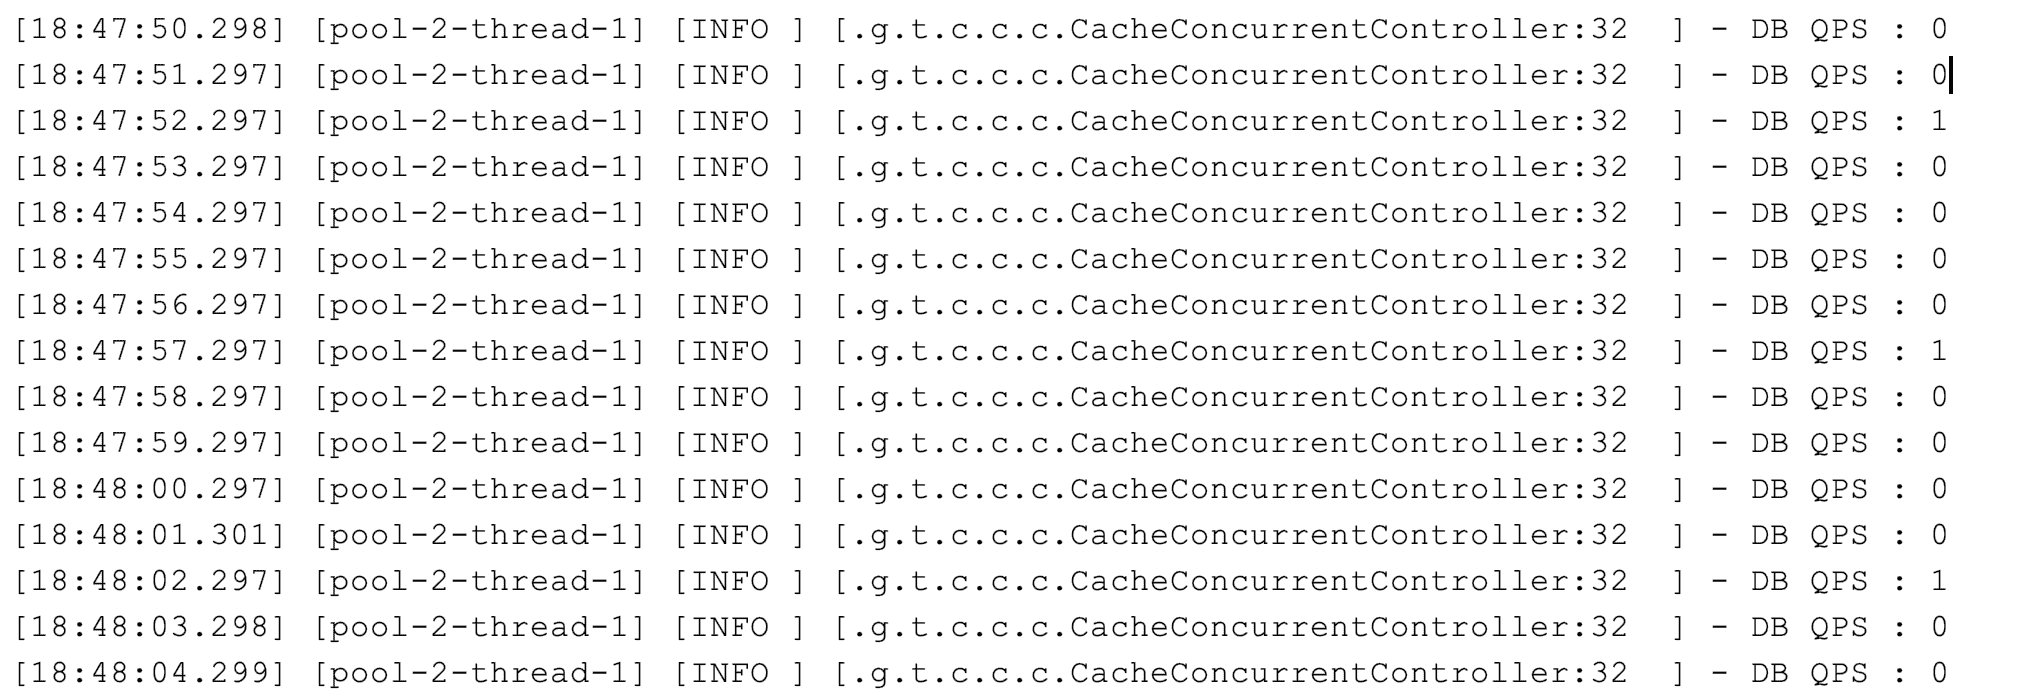 [18:47:50.298] [pool-2-thread-1] [INFO ] [.g.t.c.c.c.CacheConcurrentController:32  ] - DB QPS : 0
[18:47:51.297] [pool-2-thread-1] [INFO ] [.g.t.c.c.c.CacheConcurrentController:32  ] - DB QPS : 0
[18:47:52.297] [pool-2-thread-1] [INFO ] [.g.t.c.c.c.CacheConcurrentController:32  ] - DB QPS : 1
[18:47:53.297] [pool-2-thread-1] [INFO ] [.g.t.c.c.c.CacheConcurrentController:32  ] - DB QPS : 0
[18:47:54.297] [pool-2-thread-1] [INFO ] [.g.t.c.c.c.CacheConcurrentController:32  ] - DB QPS : 0
[18:47:55.297] [pool-2-thread-1] [INFO ] [.g.t.c.c.c.CacheConcurrentController:32  ] - DB QPS : 0
[18:47:56.297] [pool-2-thread-1] [INFO ] [.g.t.c.c.c.CacheConcurrentController:32  ] - DB QPS : 0
[18:47:57.297] [pool-2-thread-1] [INFO ] [.g.t.c.c.c.CacheConcurrentController:32  ] - DB QPS : 1
[18:47:58.297] [pool-2-thread-1] [INFO ] [.g.t.c.c.c.CacheConcurrentController:32  ] - DB QPS : 0
[18:47:59.297] [pool-2-thread-1] [INFO ] [.g.t.c.c.c.CacheConcurrentController:32  ] - DB QPS : 0
[18:48:00.297] [pool-2-thread-1] [INFO ] [.g.t.c.c.c.CacheConcurrentController:32  ] - DB QPS : 0
[18:48:01.301] [pool-2-thread-1] [INFO ] [.g.t.c.c.c.CacheConcurrentController:32  ] - DB QPS : 0
[18:48:02.297] [pool-2-thread-1] [INFO ] [.g.t.c.c.c.CacheConcurrentController:32  ] - DB QPS : 1
[18:48:03.298] [pool-2-thread-1] [INFO ] [.g.t.c.c.c.CacheConcurrentController:32  ] - DB QPS : 0
[18:48:04.299] [pool-2-thread-1] [INFO ] [.g.t.c.c.c.CacheConcurrentController:32  ] - DB QPS : 0